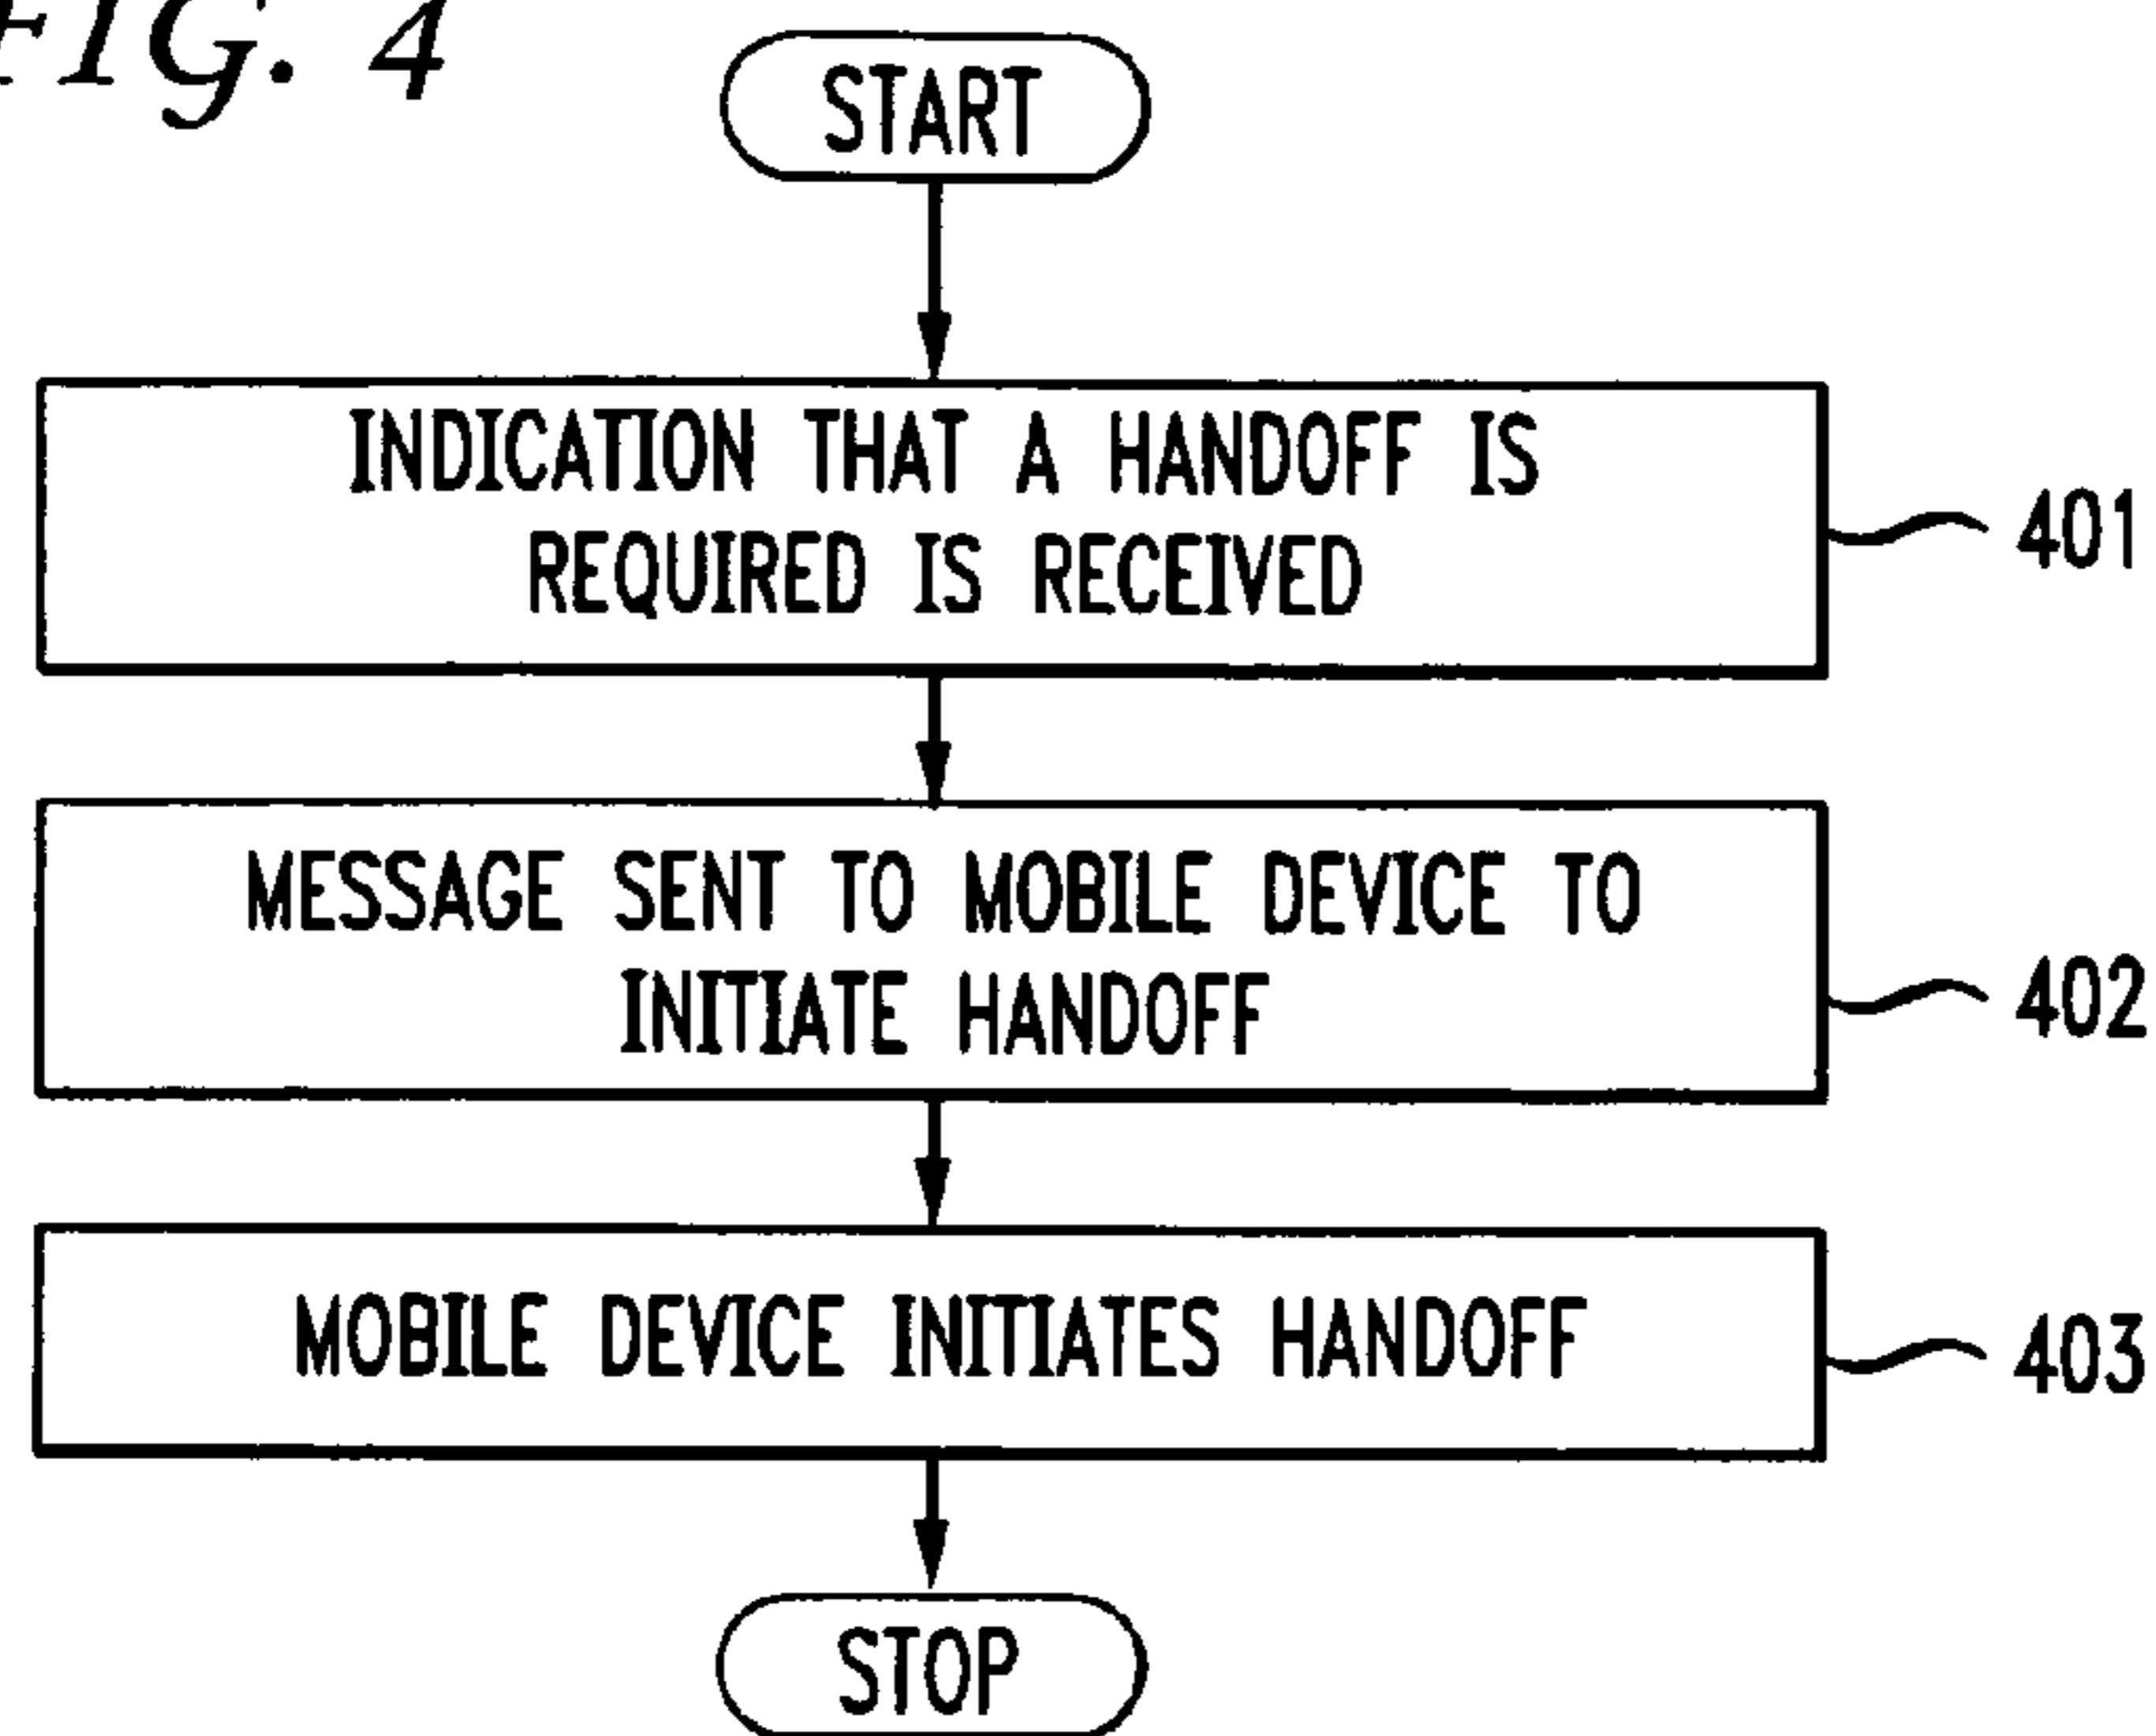 FIG. 4
START
INDICATION THAT A HANDOFF IS
REQUIRED IS RECEIVED
401
MESSAGE SENT TO MOBILE DEVICE TO
INITIATE HANDOFF
402
MOBILE DEVICE INITIATES HANDOFF
403
STOP